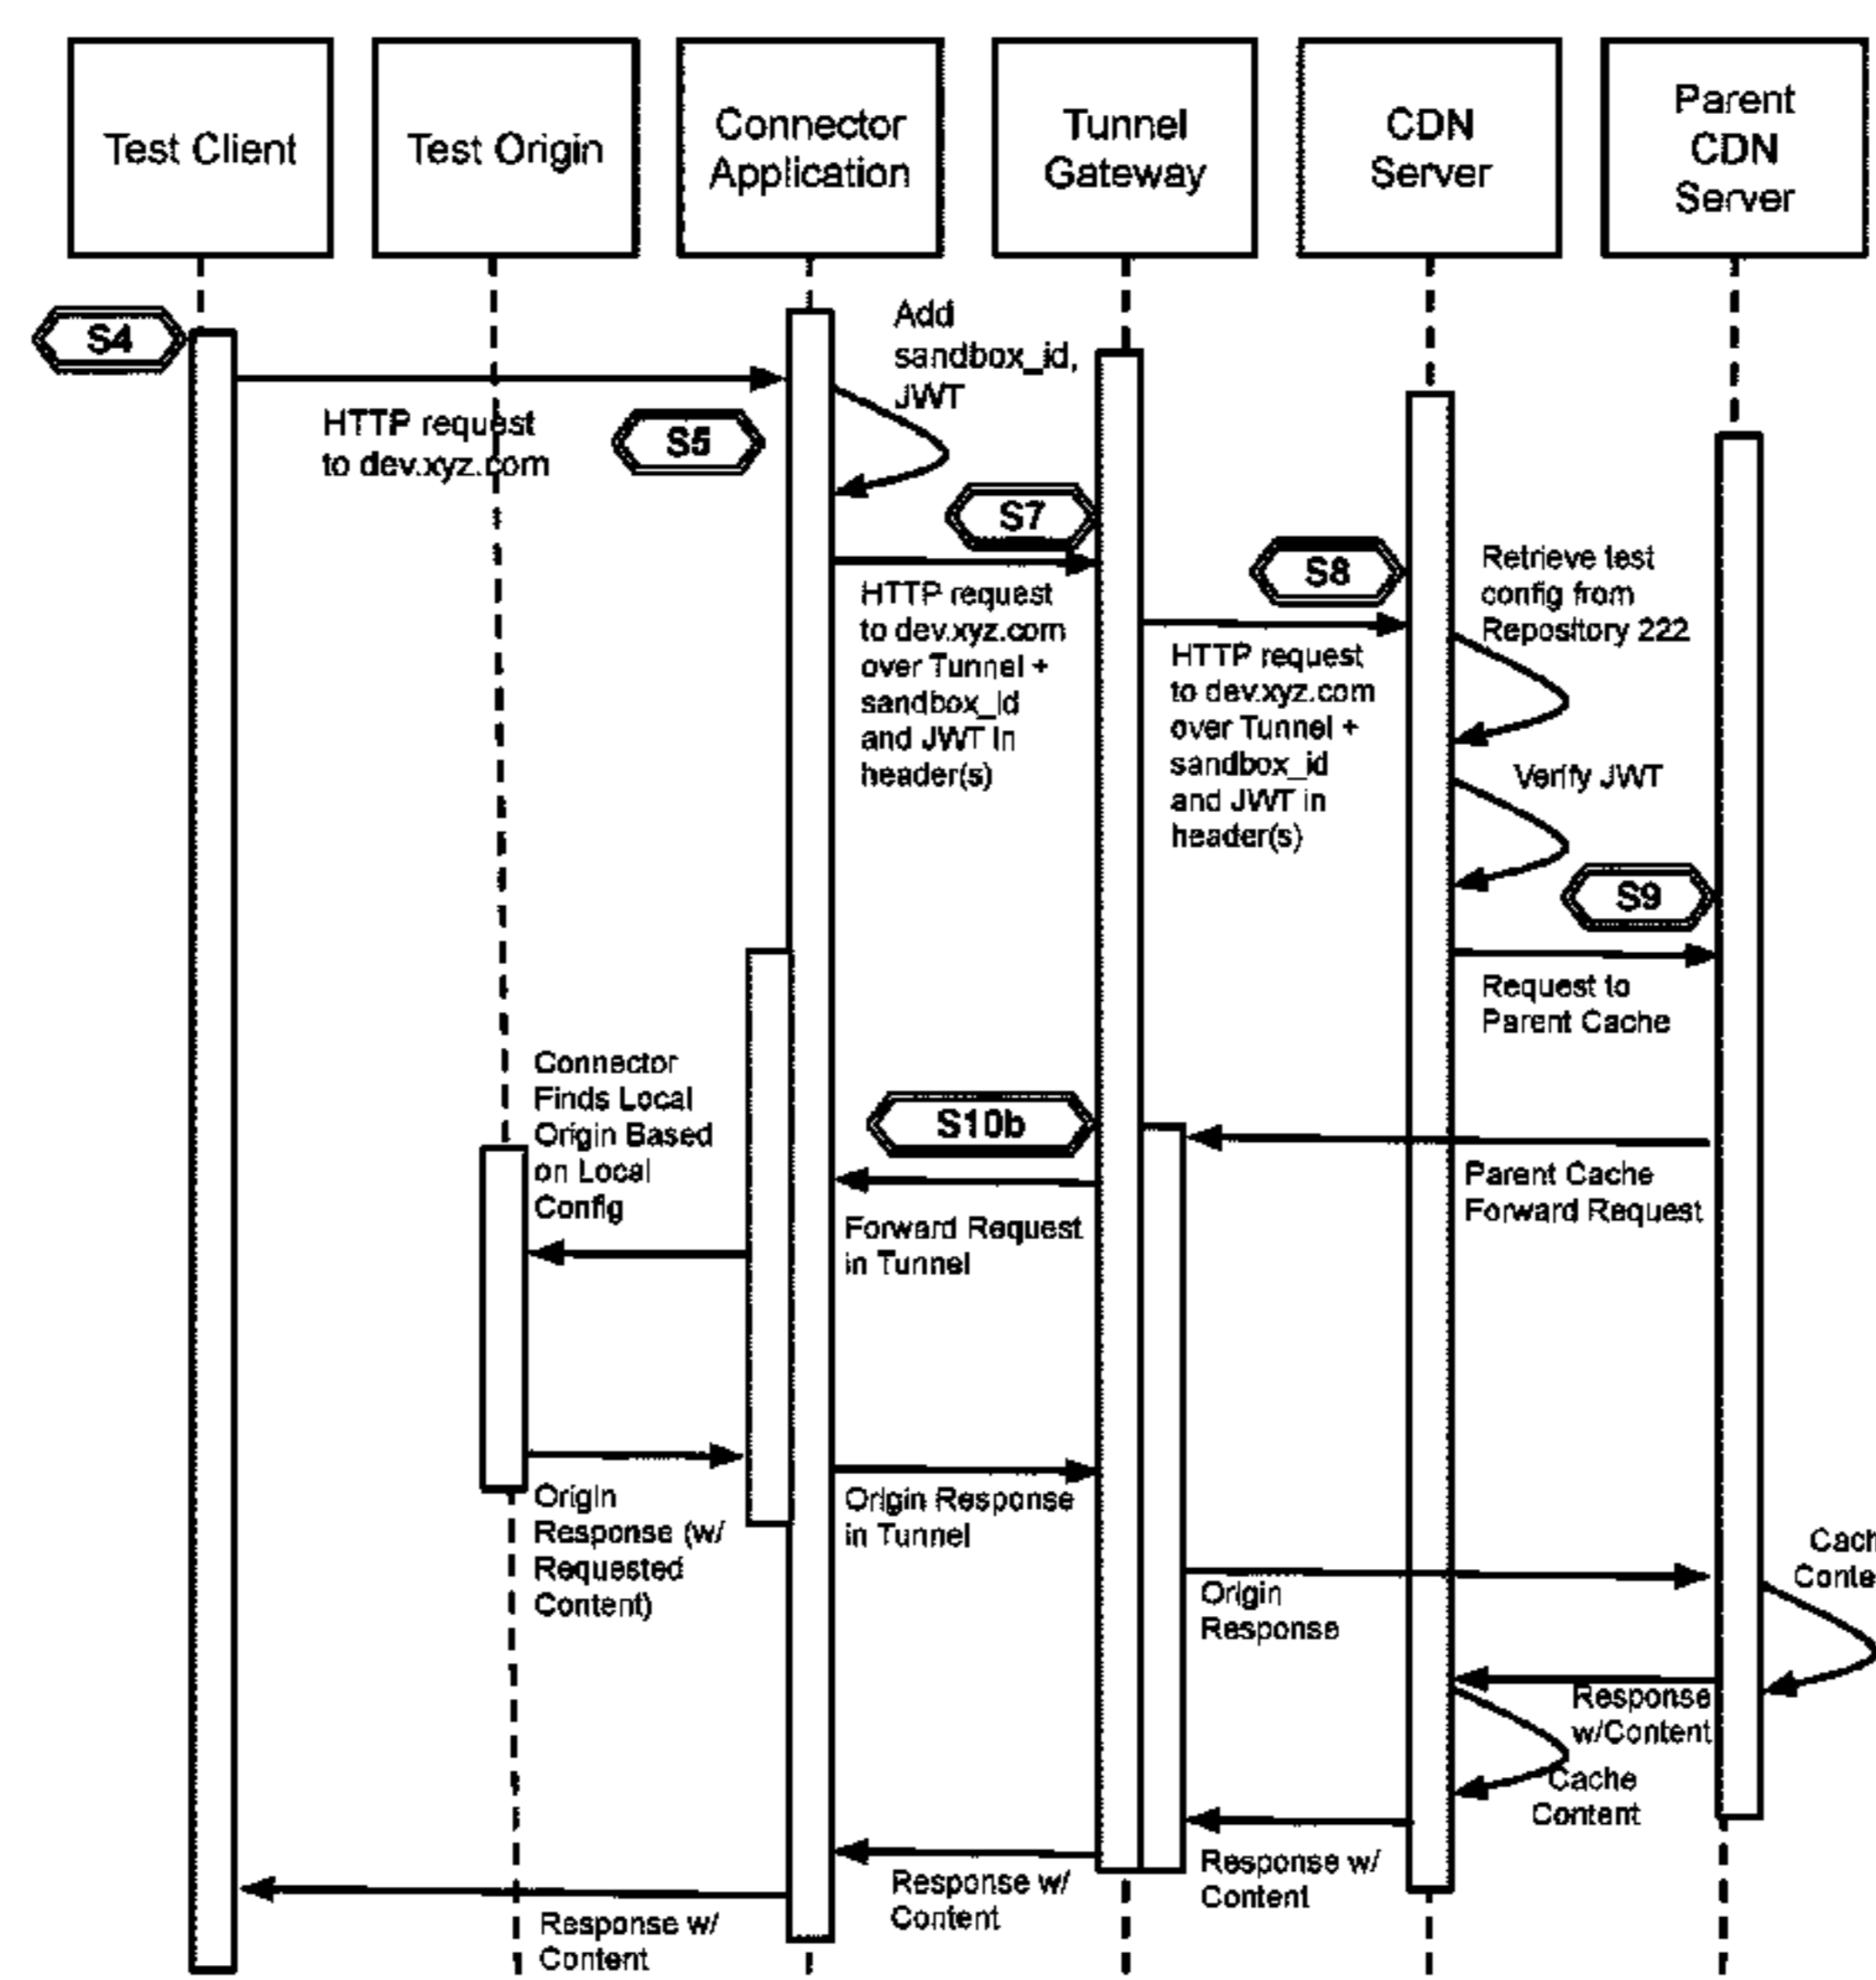 Test Client
Test Origin
Connector
Application
Tunnel
Gateway
CDN
Server
Parent
CDN
Server
S4
HTTP request
to dev.xyz.com
S5
Add
sandbox_id,
JWT
S7
HTTP request
to dev.xyz.com
over Tunnel +
sandbox_id
and JWT in
header(s)
S8
HTTP request
to dev.xyz.com
over Tunnel +
sandbox_id
and JWT in
header(s)
Retrieve test
config from
Repository 222
Verify JWT
S9
Request to
Parent Cache
Parent Cache
Forward Request
S10b
Forward Request
in Tunnel
Connector
Finds Local
Origin Based
on Local
Config
Origin
Response (w/
Requested
Content)
Origin Response
in Tunnel
Origin
Response
Cach
Conte
Response
w/Content
Cache
Content
Response w/
Content
Response w/
Content
Response w/
Content